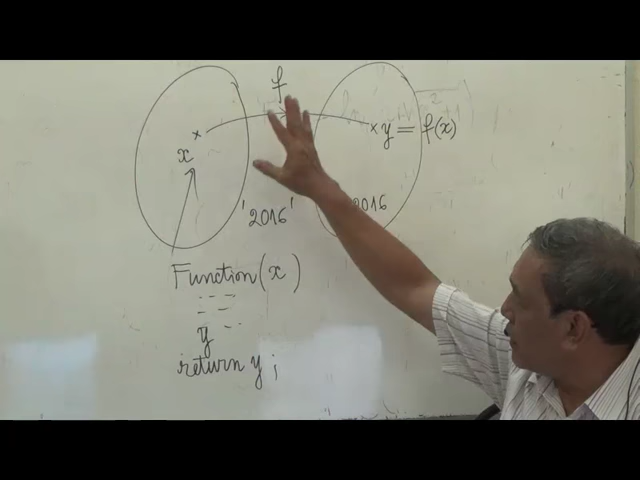 f
x y = f(x)
'2016' 2016
Function(x)
y
return y;